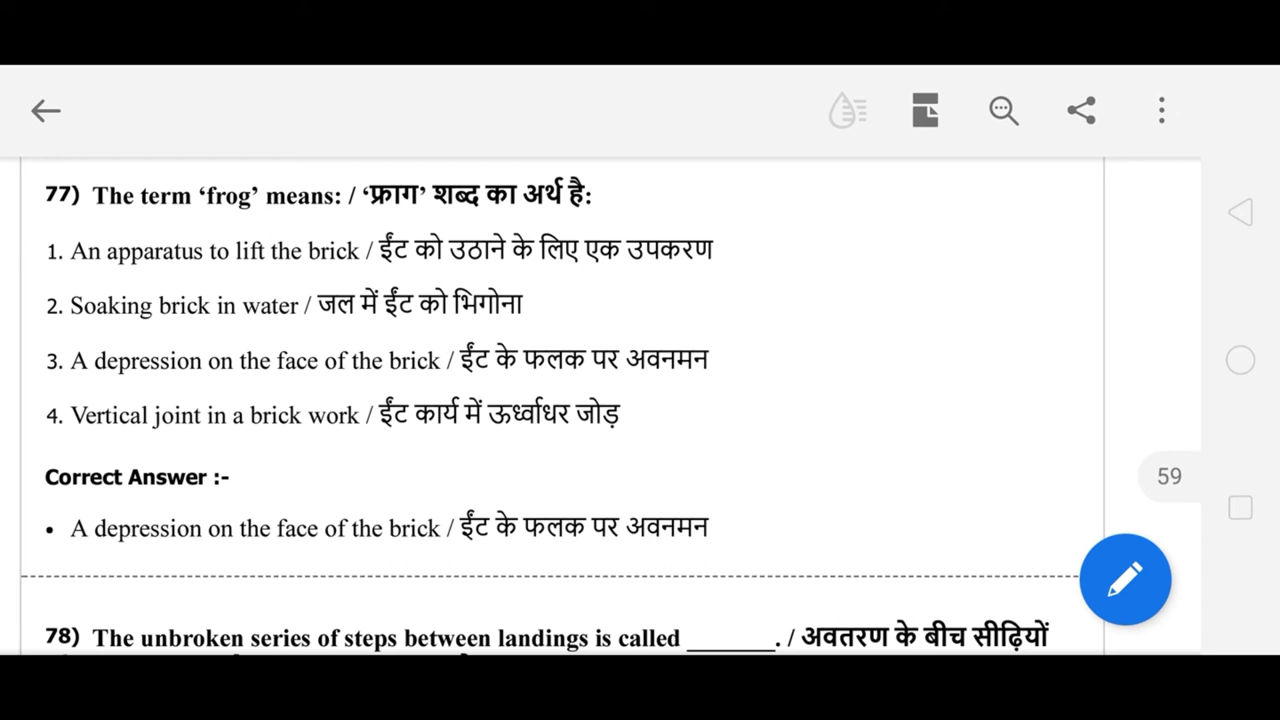 77) The term ‘frog’ means: / ‘फ्राग’ शब्द का अर्थ है:
1. An apparatus to lift the brick / ईंट को उठाने के लिए एक उपकरण
2. Soaking brick in water / जल में ईंट को भिगोना
3. A depression on the face of the brick / ईंट के फलक पर अवनमन
4. Vertical joint in a brick work / ईंट कार्य में ऊर्ध्वाधर जोड़
Correct Answer :-
• A depression on the face of the brick / ईंट के फलक पर अवनमन
59
78) The unbroken series of steps between landings is called _______. / अवतरण के बीच सीढ़ियों